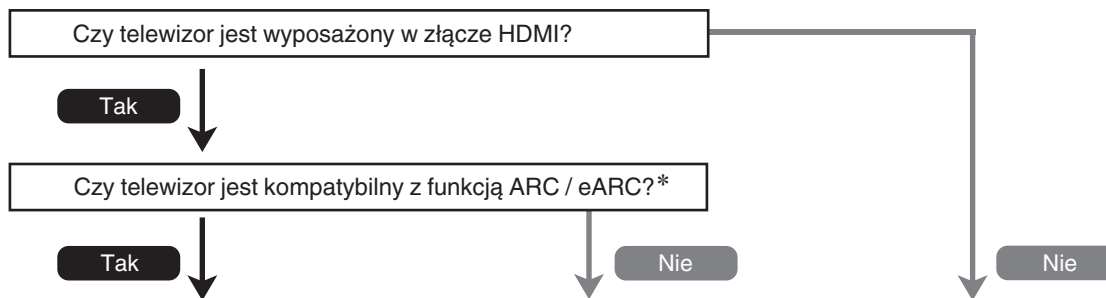 Czy telewizor jest wyposażony w złącze HDMI?
Tak
Czy telewizor jest kompatybilny z funkcją ARC / eARC?*
Tak
Nie
Nie